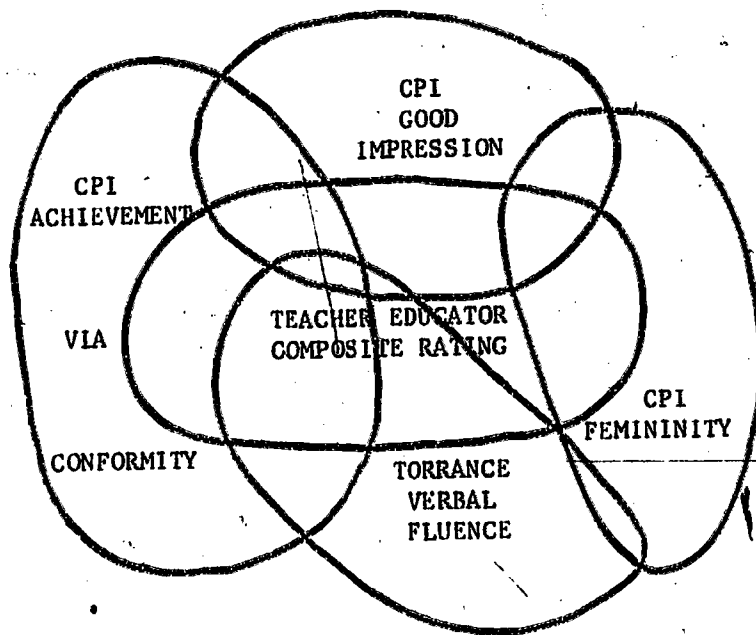 CPI
GOOD
IMPRESSION
CPI
ACHIEVEMENT
VIA
CONFORMITY
TEACHER EDUCATOR
COMPOSITE RATING
CPI
FEMININITY
TORRANCE
VERBAL
FLUENCE